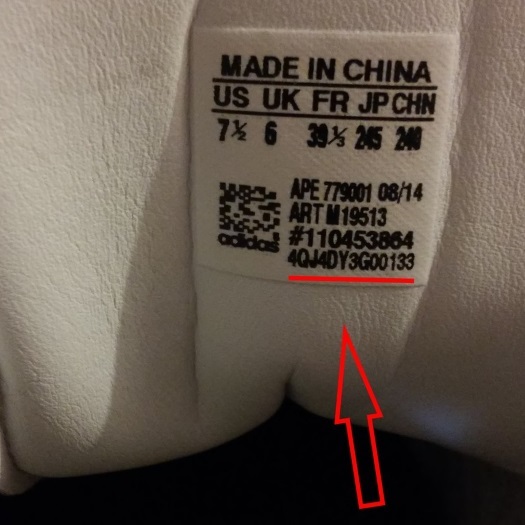 MADE IN CHINA
US UK FR JP CHN
7½ 6 39⅓ 245 240
APE 779001 08/14
ART M19513
#110453864
adidas
4QJ4DY3G00133